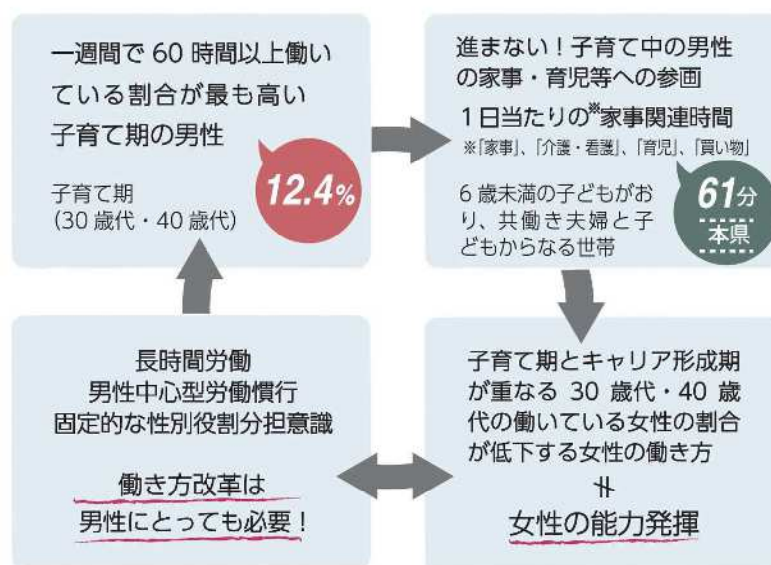 一週間で 60 時間以上働い
ている割合が最も高い
子育て期の男性
子育て期
(30 歳代・40 歳代)
12.4%
進まない！子育て中の男性
の家事・育児等への参画
1日当たりの※家事関連時間
※「家事」、「介護・看護」、「育児」、「買い物」
6 歳未満の子どもがお
り、共働き夫婦と子
どもからなる世帯
61分
本県
長時間労働
男性中心型労働慣行
固定的な性別役割分担意識
働き方改革は
男性にとっても必要！
子育て期とキャリア形成期
が重なる 30 歳代・40 歳
代の働いている女性の割合
が低下する女性の働き方
≠
女性の能力発揮